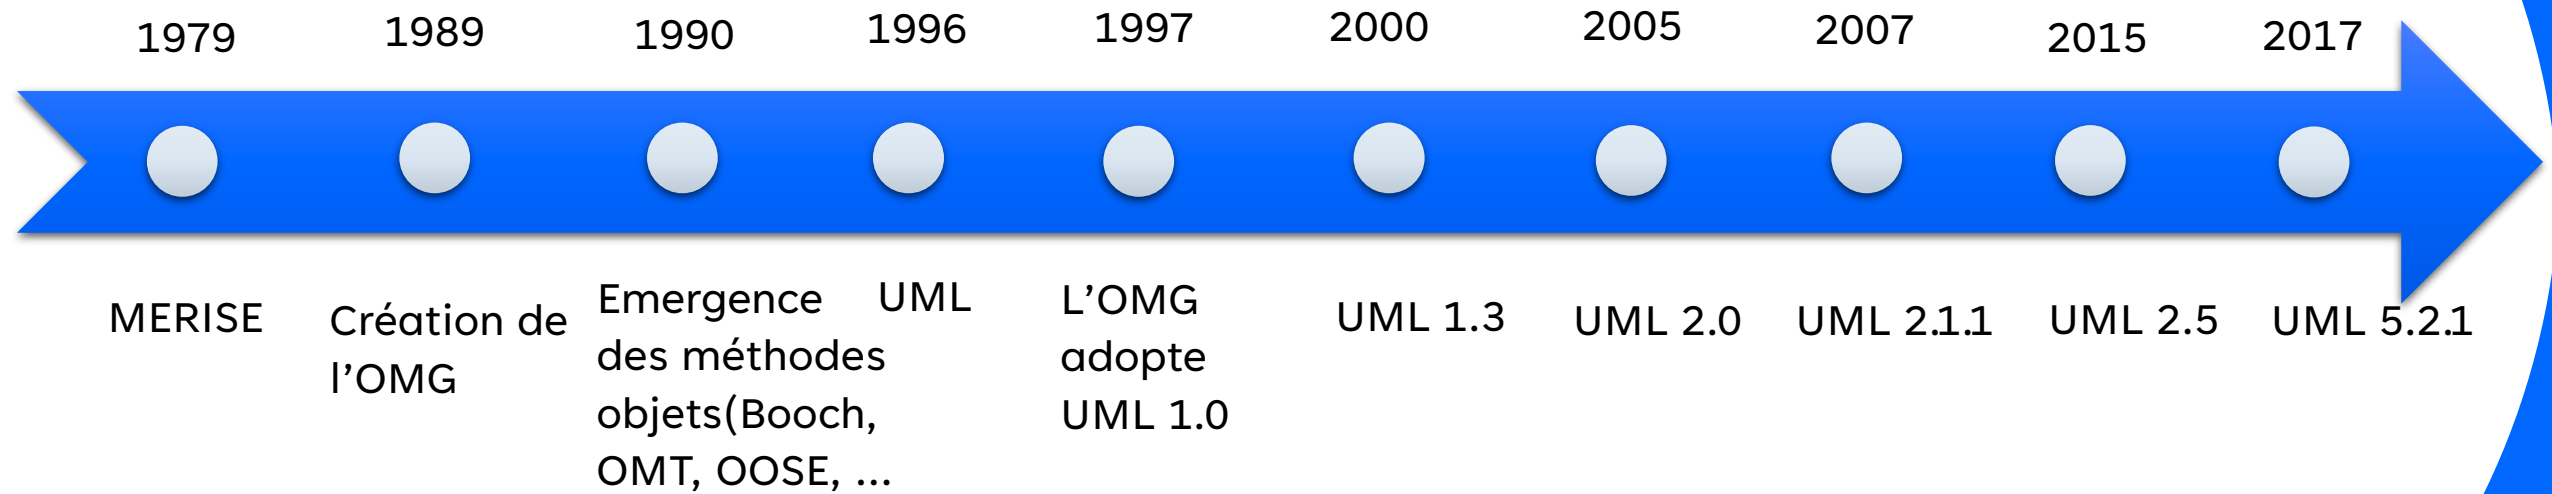 1979
1989
1990
1996
1997
2000
2005
2007
2015
2017
MERISE
Création de
l’OMG
Emergence
des méthodes
objets(Booch,
OMT, OOSE, ...
UML
L’OMG
adopte
UML 1.0
UML 1.3
UML 2.0
UML 2.1.1
UML 2.5
UML 5.2.1